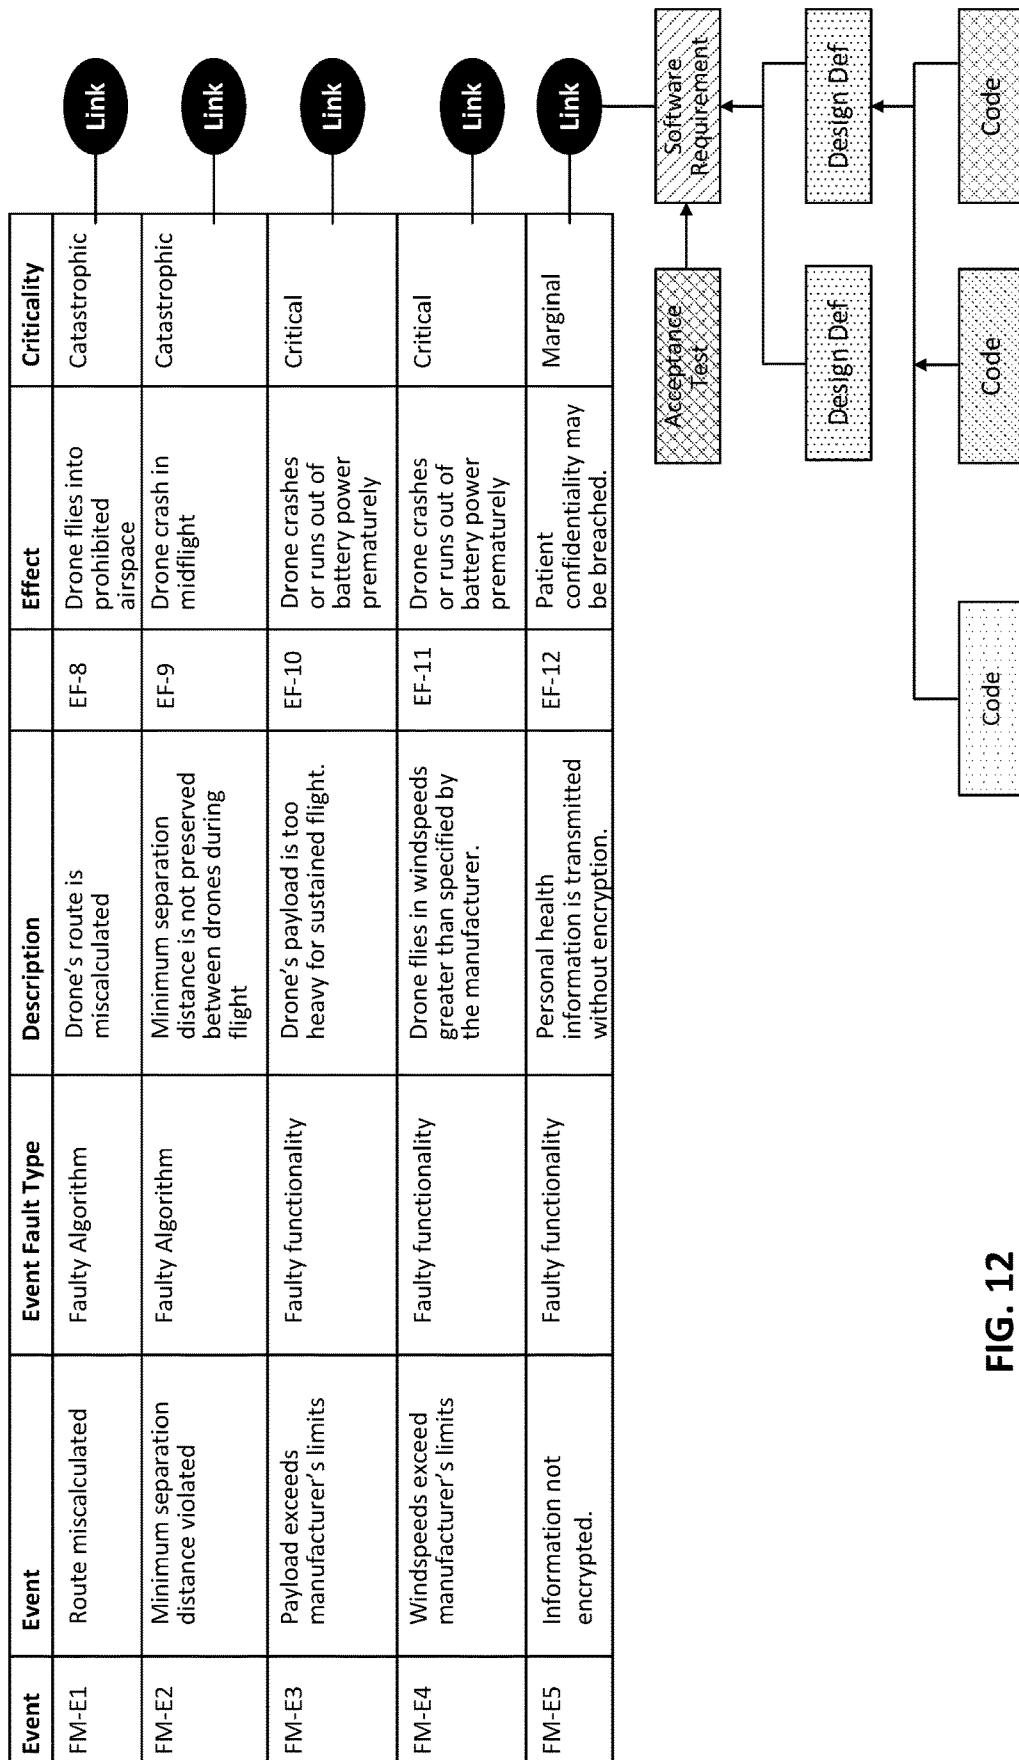 Event
Event
Event Fault Type
Description
Effect
Criticality
FM-E1
Route miscalculated
Faulty Algorithm
Drone’s route is
miscalculated
EF-8
Drone flies into
prohibited
airspace
Catastrophic
Link
FM-E2
Minimum separation
distance violated
Faulty Algorithm
Minimum separation
distance is not preserved
between drones during
flight
EF-9
Drone crash in
midflight
Catastrophic
Link
FM-E3
Payload exceeds
manufacturer’s limits
Faulty functionality
Drone’s payload is too
heavy for sustained flight.
EF-10
Drone crashes
or runs out of
battery power
prematurely
Critical
Link
FM-E4
Windspeeds exceed
manufacturer’s limits
Faulty functionality
Drone flies in windspeeds
greater than specified by
the manufacturer.
EF-11
Drone crashes
or runs out of
battery power
prematurely
Critical
Link
FM-E5
Information not
encrypted.
Faulty functionality
Personal health
information is transmitted
without encryption.
EF-12
Patient
confidentiality may
be breached.
Marginal
Link
Acceptance
Test
Software
Requirement
Design Def
Design Def
Code
Code
Code
FIG. 12